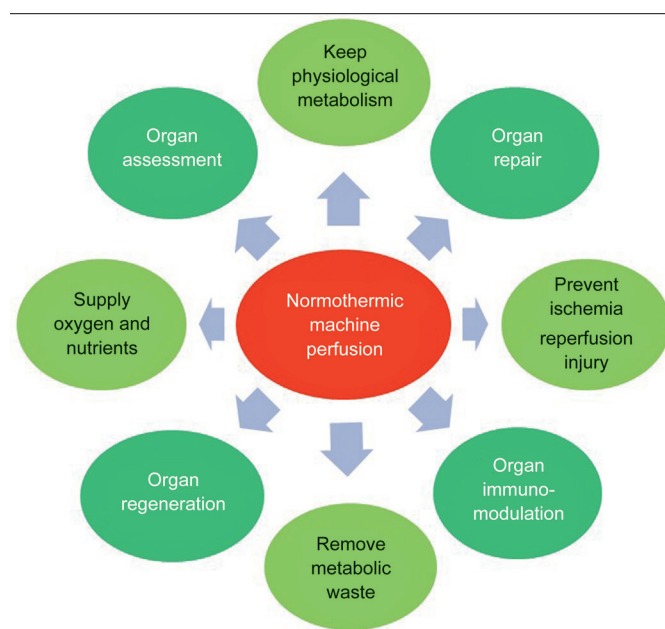 Keep
physiological
metabolism
Organ
assessment
Organ
repair
Supply
oxygen and
nutrients
Normothermic
machine
perfusion
Prevent
ischemia
reperfusion
injury
Organ
regeneration
Organ
immuno-
modulation
Remove
metabolic
waste